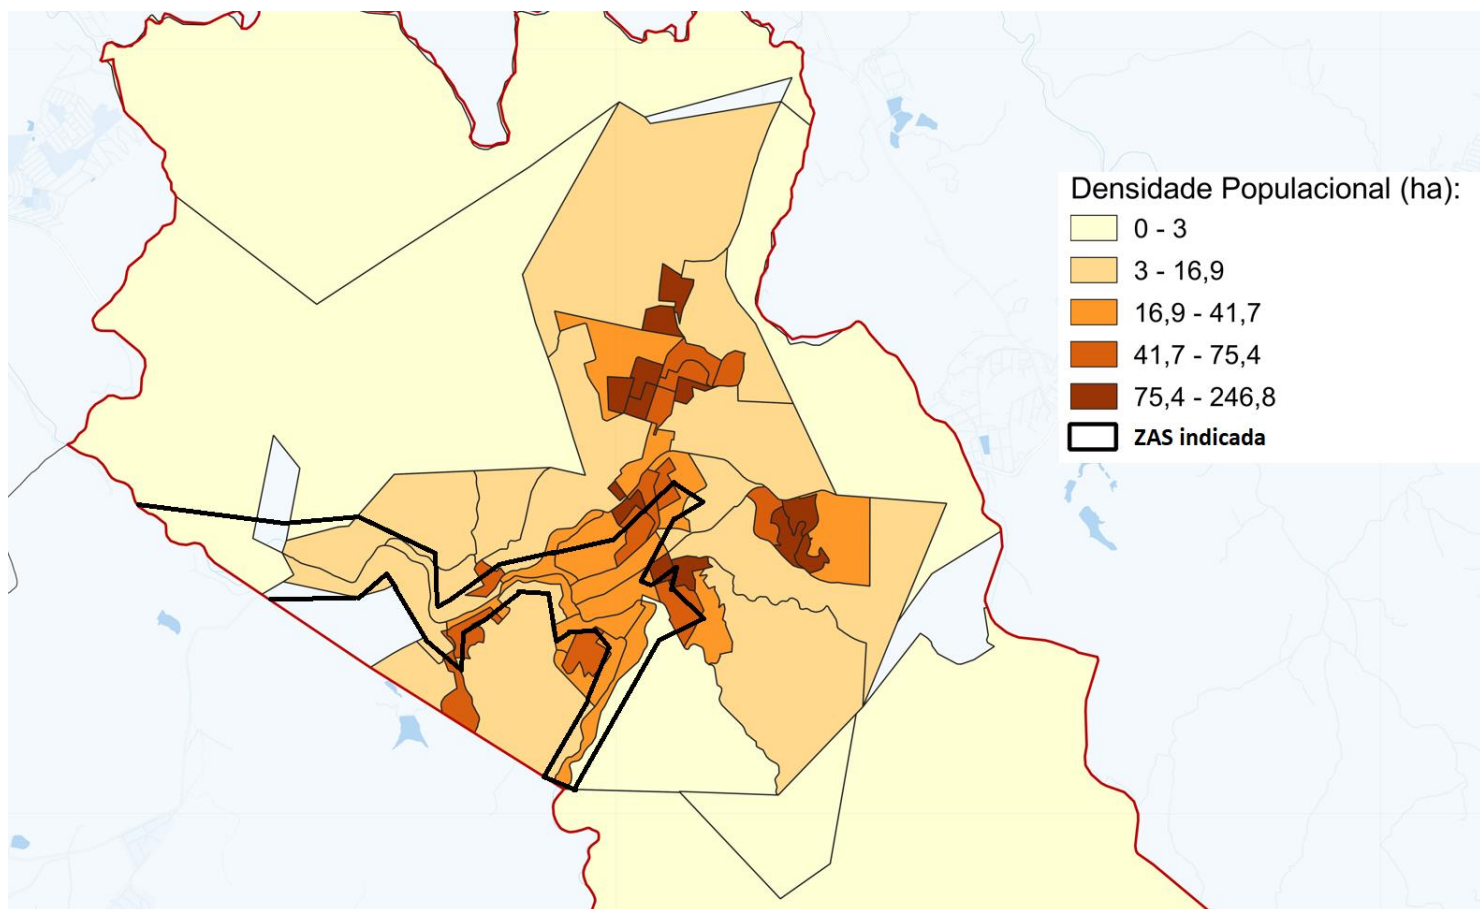 Densidade Populacional (ha):
0 - 3
3 - 16,9
16,9 - 41,7
41,7 - 75,4
75,4 - 246,8
ZAS indicada